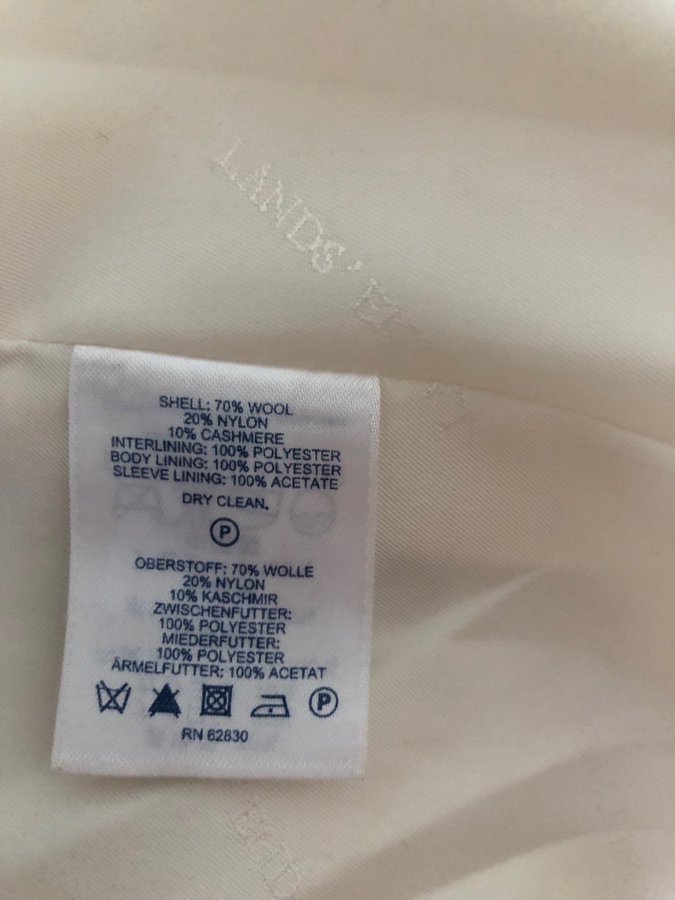 LANDS' E
SHELL: 70% WOOL
20% NYLON
10% CASHMERE
INTERLINING: 100% POLYESTER
BODY LINING: 100% POLYESTER
SLEEVE LINING: 100% ACETATE
DRY CLEAN.
P
OBERSTOFF: 70% WOLLE
20% NYLON
10% KASCHMIR
ZWISCHENFUTTER:
100% POLYESTER
MIEDERFUTTER:
100% POLYESTER
ÄRMELFUTTER: 100% ACETAT
P
RN 62830
END